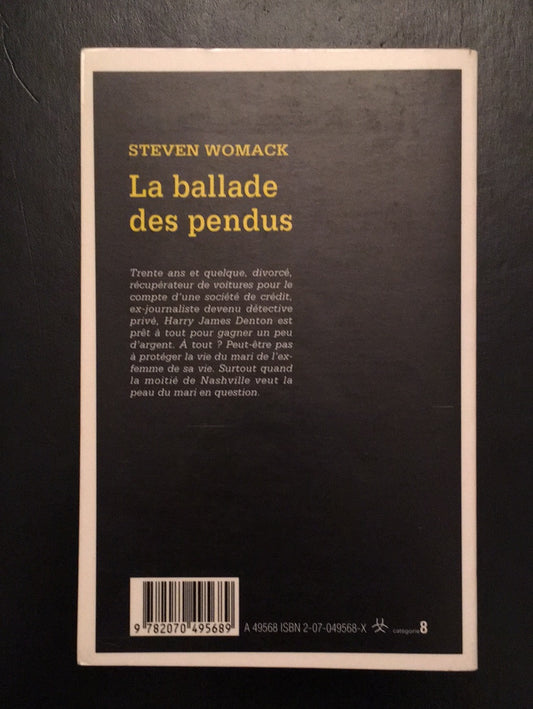 STEVEN WOMACK
La ballade
des pendus
Trente ans et quelque, divorcé,
récupérateur de voitures pour le
compte d'une société de crédit,
ex-journaliste devenu détective
privé, Harry James Denton est
prêt à tout pour gagner un peu
d'argent. À tout ? Peut-être pas
à protéger la vie du mari de l'ex-
femme de sa vie. Surtout quand
la moitié de Nashville veut la
peau du mari en question.
9 782070 495689
A 49568 ISBN 2-07-049568-X catégorie 8